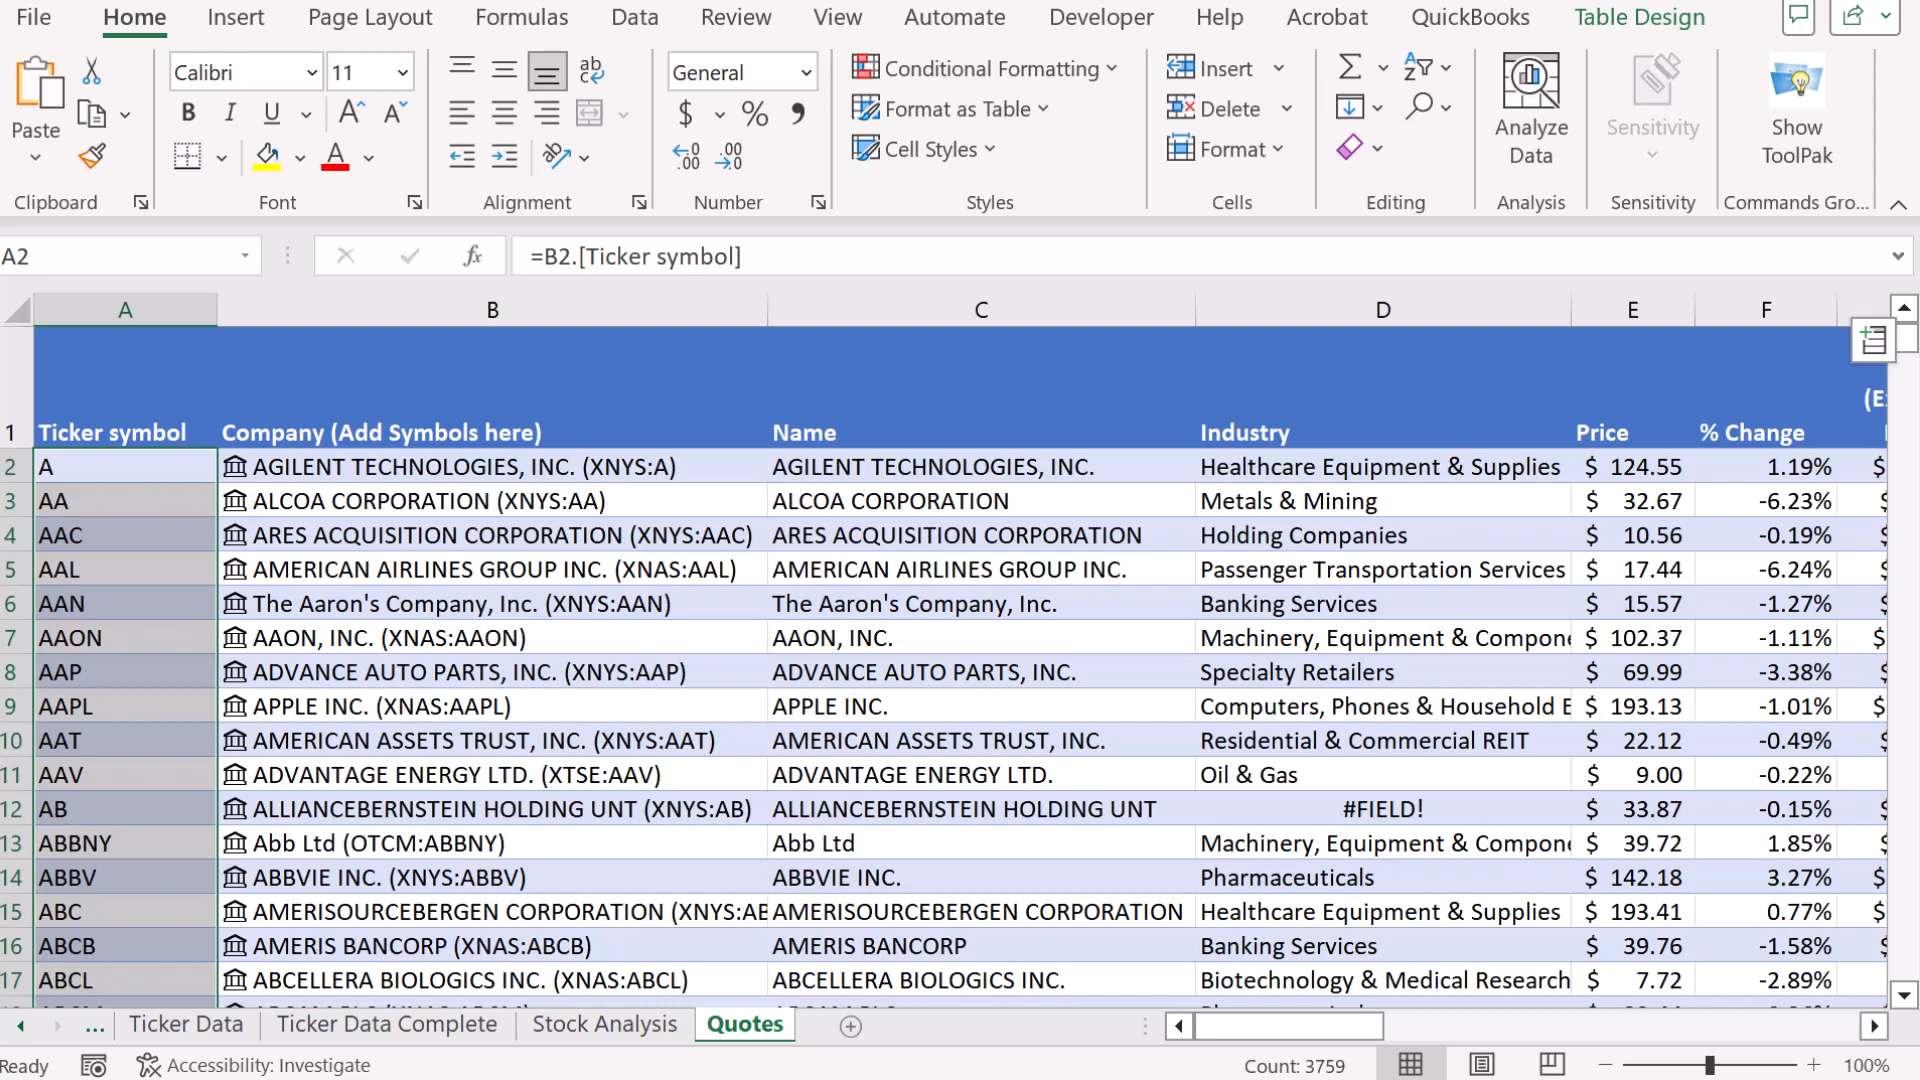 File Home Insert Page Layout Formulas Data Review View Automate Developer Help Acrobat QuickBooks Table Design
Calibri 11 General Conditional Formatting Insert
B I U $ % Format as Table Delete
Paste Cell Styles Format Analyze Data Sensitivity Show ToolPak
Clipboard Font Alignment Number Styles Cells Editing Analysis Sensitivity Commands Gro...
A2 fx =B2.[Ticker symbol]
A B C D E F
(E
1 Ticker symbol Company (Add Symbols here) Name Industry Price % Change
2 A AGILENT TECHNOLOGIES, INC. (XNYS:A) AGILENT TECHNOLOGIES, INC. Healthcare Equipment & Supplies $ 124.55 1.19% $
3 AA ALCOA CORPORATION (XNYS:AA) ALCOA CORPORATION Metals & Mining $ 32.67 -6.23% $
4 AAC ARES ACQUISITION CORPORATION (XNYS:AAC) ARES ACQUISITION CORPORATION Holding Companies $ 10.56 -0.19% $
5 AAL AMERICAN AIRLINES GROUP INC. (XNAS:AAL) AMERICAN AIRLINES GROUP INC. Passenger Transportation Services $ 17.44 -6.24% $
6 AAN The Aaron's Company, Inc. (XNYS:AAN) The Aaron's Company, Inc. Banking Services $ 15.57 -1.27% $
7 AAON AAON, INC. (XNAS:AAON) AAON, INC. Machinery, Equipment & Compone $ 102.37 -1.11% $
8 AAP ADVANCE AUTO PARTS, INC. (XNYS:AAP) ADVANCE AUTO PARTS, INC. Specialty Retailers $ 69.99 -3.38% $
9 AAPL APPLE INC. (XNAS:AAPL) APPLE INC. Computers, Phones & Household E $ 193.13 -1.01% $
10 AAT AMERICAN ASSETS TRUST, INC. (XNYS:AAT) AMERICAN ASSETS TRUST, INC. Residential & Commercial REIT $ 22.12 -0.49% $
11 AAV ADVANTAGE ENERGY LTD. (XTSE:AAV) ADVANTAGE ENERGY LTD. Oil & Gas $ 9.00 -0.22%
12 AB ALLIANCEBERNSTEIN HOLDING UNT (XNYS:AB) ALLIANCEBERNSTEIN HOLDING UNT #FIELD! $ 33.87 -0.15% $
13 ABBNY Abb Ltd (OTCM:ABBNY) Abb Ltd Machinery, Equipment & Compone $ 39.72 1.85% $
14 ABBV ABBVIE INC. (XNYS:ABBV) ABBVIE INC. Pharmaceuticals $ 142.18 3.27% $
15 ABC AMERISOURCEBERGEN CORPORATION (XNYS:AB AMERISOURCEBERGEN CORPORATION Healthcare Equipment & Supplies $ 193.41 0.77% $
16 ABCB AMERIS BANCORP (XNAS:ABCB) AMERIS BANCORP Banking Services $ 39.76 -1.58% $
17 ABCL ABCELLERA BIOLOGICS INC. (XNAS:ABCL) ABCELLERA BIOLOGICS INC. Biotechnology & Medical Research $ 7.72 -2.89% $
... Ticker Data Ticker Data Complete Stock Analysis Quotes
Ready Accessibility: Investigate Count: 3759 100%